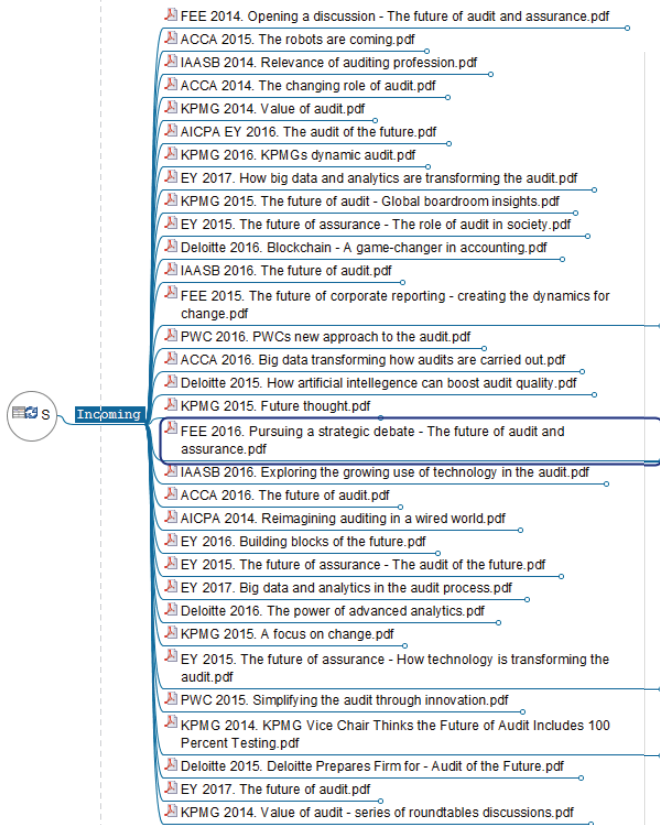 FEE 2014. Opening a discussion - The future of audit and assurance.pdf
ACCA 2015. The robots are coming.pdf
IAASB 2014. Relevance of auditing profession.pdf
ACCA 2014. The changing role of audit.pdf
KPMG 2014. Value of audit.pdf
AICPA EY 2016. The audit of the future.pdf
KPMG 2016. KPMGs dynamic audit.pdf
EY 2017. How big data and analytics are transforming the audit.pdf
KPMG 2015. The future of audit - Global boardroom insights.pdf
EY 2015. The future of assurance - The role of audit in society.pdf
Deloitte 2016. Blockchain - A game-changer in accounting.pdf
IAASB 2016. The future of audit.pdf
FEE 2015. The future of corporate reporting - creating the dynamics for
change.pdf
PWC 2016. PWCs new approach to the audit.pdf
ACCA 2016. Big data transforming how audits are carried out.pdf
Deloitte 2015. How artificial intellegence can boost audit quality.pdf
KPMG 2015. Future thought.pdf
S Incoming
FEE 2016. Pursuing a strategic debate - The future of audit and
assurance.pdf
IAASB 2016. Exploring the growing use of technology in the audit.pdf
ACCA 2016. The future of audit.pdf
AICPA 2014. Reimagining auditing in a wired world.pdf
EY 2016. Building blocks of the future.pdf
EY 2015. The future of assurance - The audit of the future.pdf
EY 2017. Big data and analytics in the audit process.pdf
Deloitte 2016. The power of advanced analytics.pdf
KPMG 2015. A focus on change.pdf
EY 2015. The future of assurance - How technology is transforming the
audit.pdf
PWC 2015. Simplifying the audit through innovation.pdf
KPMG 2014. KPMG Vice Chair Thinks the Future of Audit Includes 100
Percent Testing.pdf
Deloitte 2015. Deloitte Prepares Firm for - Audit of the Future.pdf
EY 2017. The future of audit.pdf
KPMG 2014. Value of audit - series of roundtables discussions.pdf